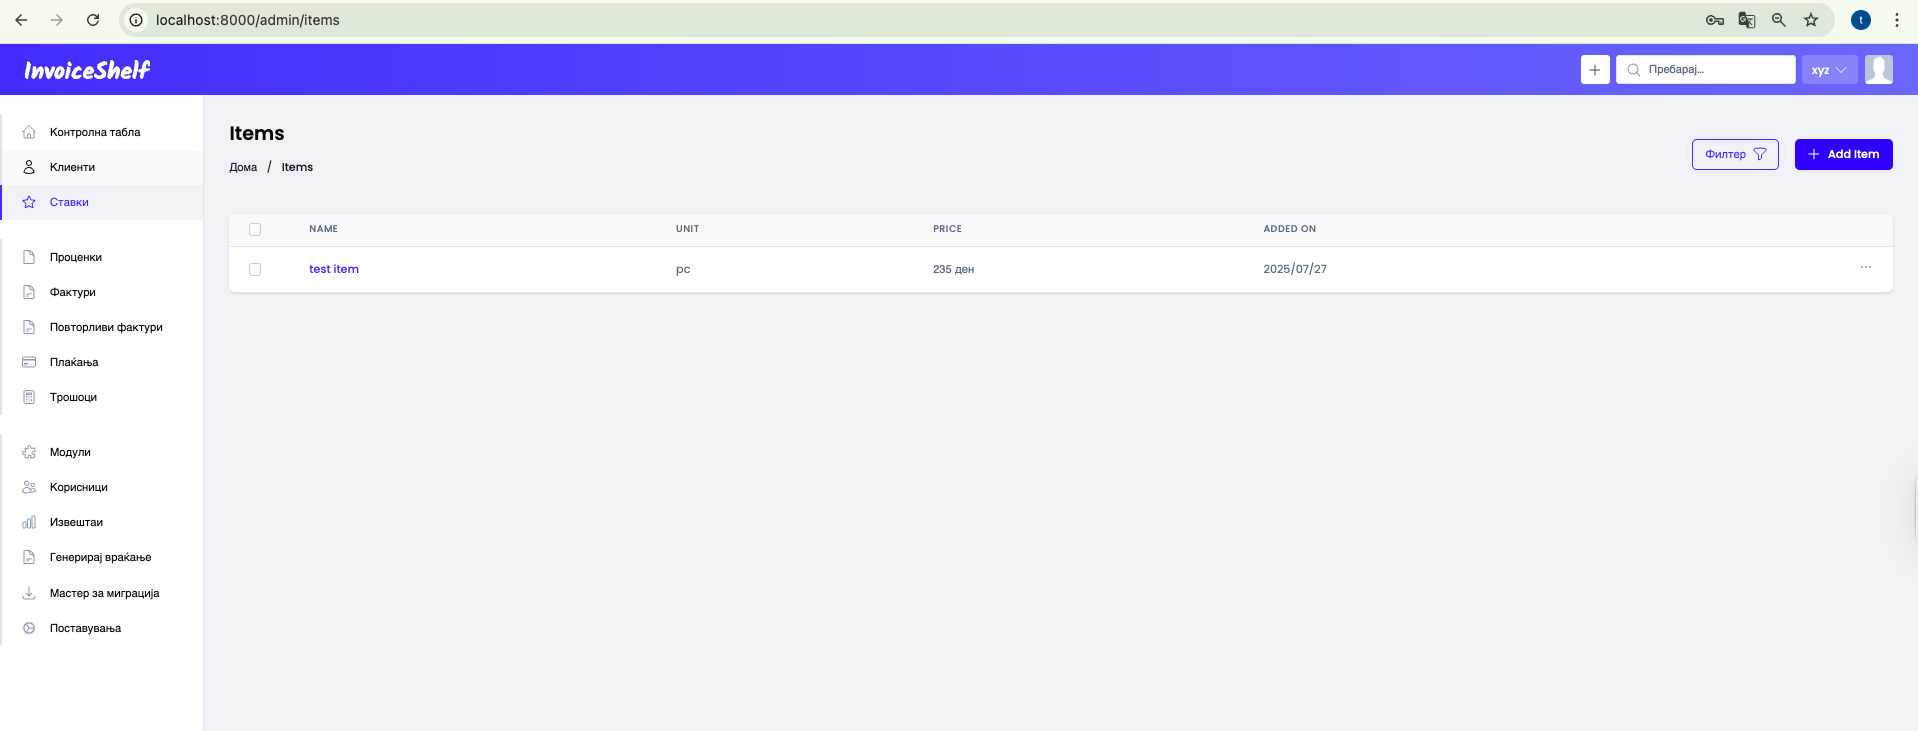 localhost:8000/admin/items
t
InvoiceShelf
Пребарај...
xyz
Контролна табла
Клиенти
Ставки
Проценки
Фактури
Повторливи фактури
Плаќања
Трошоци
Модули
Корисници
Извештаи
Генерирај враќање
Мастер за миграција
Поставувања
Items
Дома / Items
Филтер
Add Item
NAME UNIT PRICE ADDED ON
test item pc 235 ден 2025/07/27